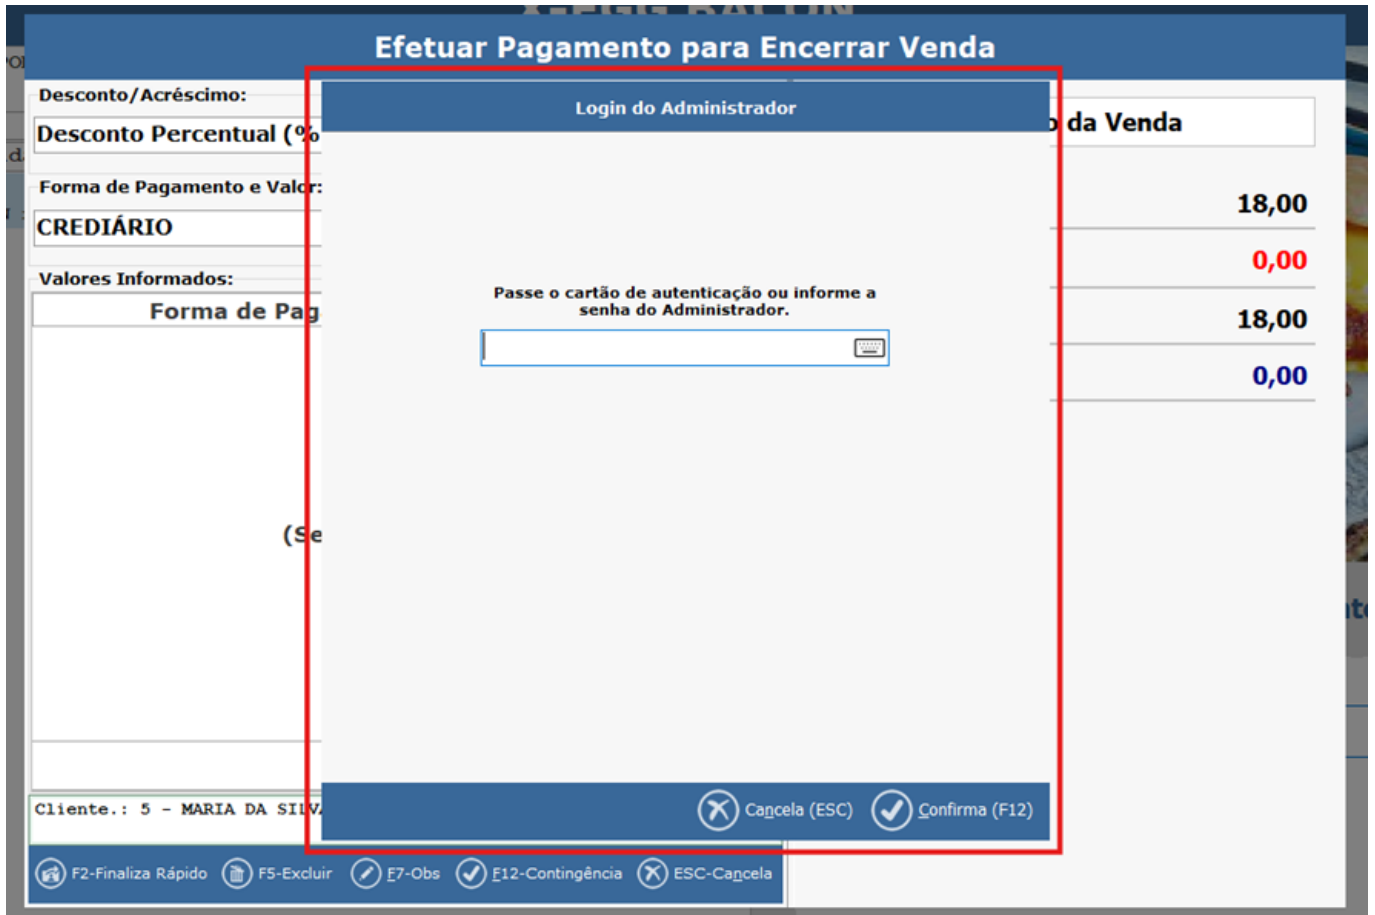 Efetuar Pagamento para Encerrar Venda
Desconto/Acréscimo:
Desconto Percentual (%
Forma de Pagamento e Valor:
CREDIÁRIO
Valores Informados:
Forma de Pag
(Se
Cliente.: 5 - MARIA DA SILVA
F2-Finaliza Rápido
F5-Excluir
F7-Obs
F12-Contingência
ESC-Cancela
Login do Administrador
Passe o cartão de autenticação ou informe a
senha do Administrador.
Cancela (ESC)
Confirma (F12)
da Venda
18,00
0,00
18,00
0,00